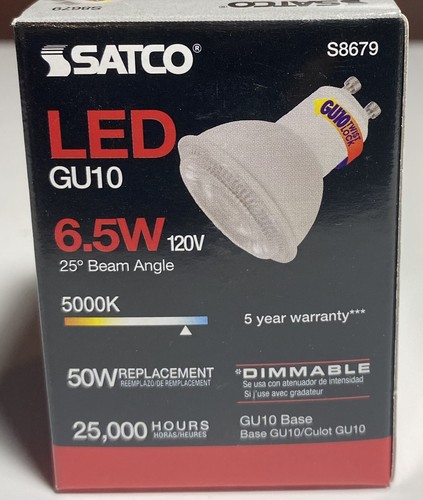 S8679
SATCO
SATCO® S8679
LED
GU10
GU10 TWIST LOCK
6.5W 120V
25° Beam Angle
5000K
5 year warranty***
50W REPLACEMENT
REEMPLAZO/DE REMPLACEMENT
*DIMMABLE
Se usa con atenuador de intensidad
Si j'use avec gradateur
25,000 HOURS
HORAS/HEURES
GU10 Base
Base GU10/Culot GU10